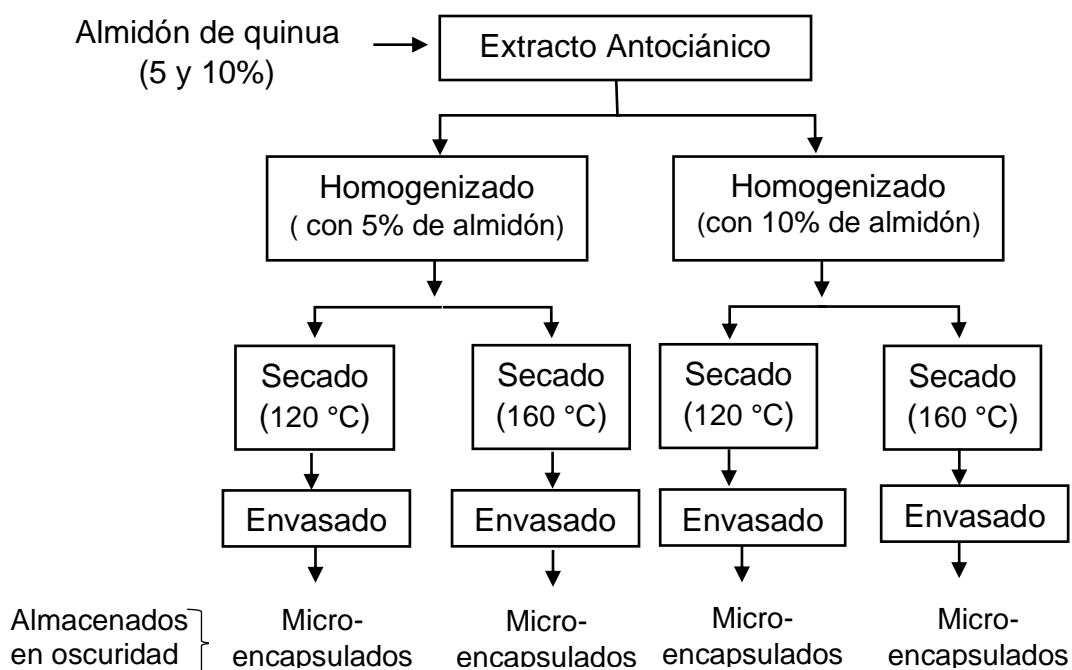 Almidón de quinua
(5 y 10%)
Extracto Antociánico
Homogenizado
( con 5% de almidón)
Homogenizado
(con 10% de almidón)
Secado
(120 °C)
Secado
(160 °C)
Secado
(120 °C)
Secado
(160 °C)
Envasado
Envasado
Envasado
Envasado
Almacenados
en oscuridad
Micro-
encapsulados
Micro-
encapsulados
Micro-
encapsulados
Micro-
encapsulados